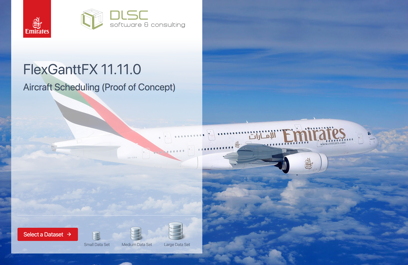 Emirates
DLSC
software & consulting
FlexGanttFX 11.11.0
Aircraft Scheduling (Proof of Concept)
الإمارات Emirates
Select a Dataset →
Small Data Set
Medium Data Set
Large Data Set